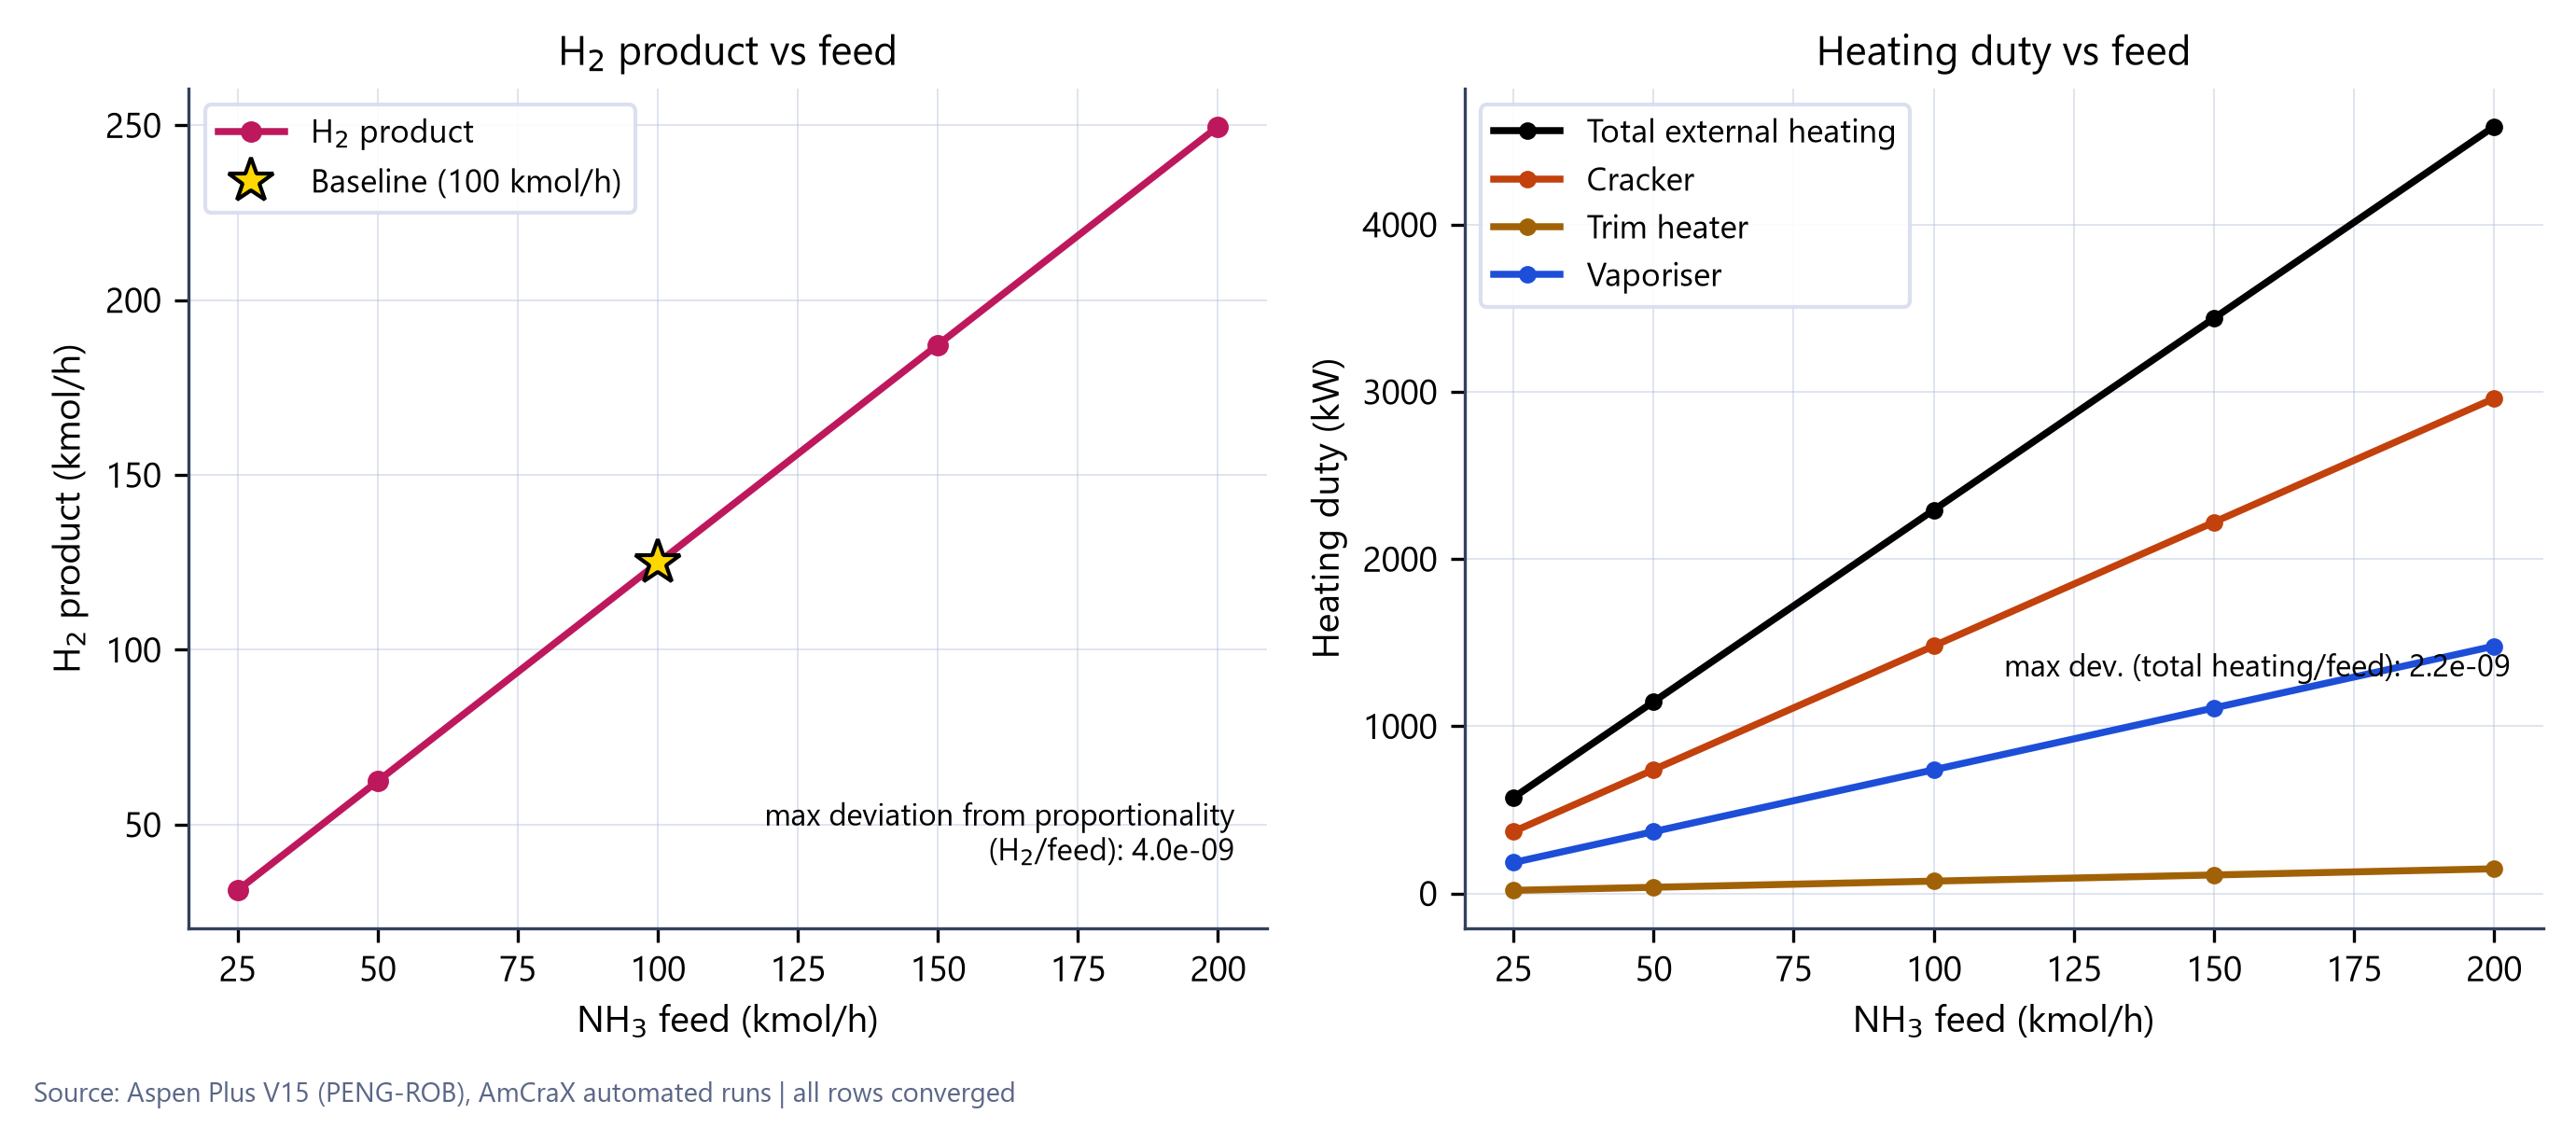 H₂ product vs feed
H₂ product
Baseline (100 kmol/h)
H₂ product (kmol/h)
250
200
150
100
50
max deviation from proportionality
(H₂/feed): 4.0e-09
25 50 75 100 125 150 175 200
NH₃ feed (kmol/h)
Heating duty vs feed
Total external heating
Cracker
Trim heater
Vaporiser
Heating duty (kW)
4000
3000
2000
1000
0
max dev. (total heating/feed): 2.2e-09
25 50 75 100 125 150 175 200
NH₃ feed (kmol/h)
Source: Aspen Plus V15 (PENG-ROB), AmCraX automated runs | all rows converged